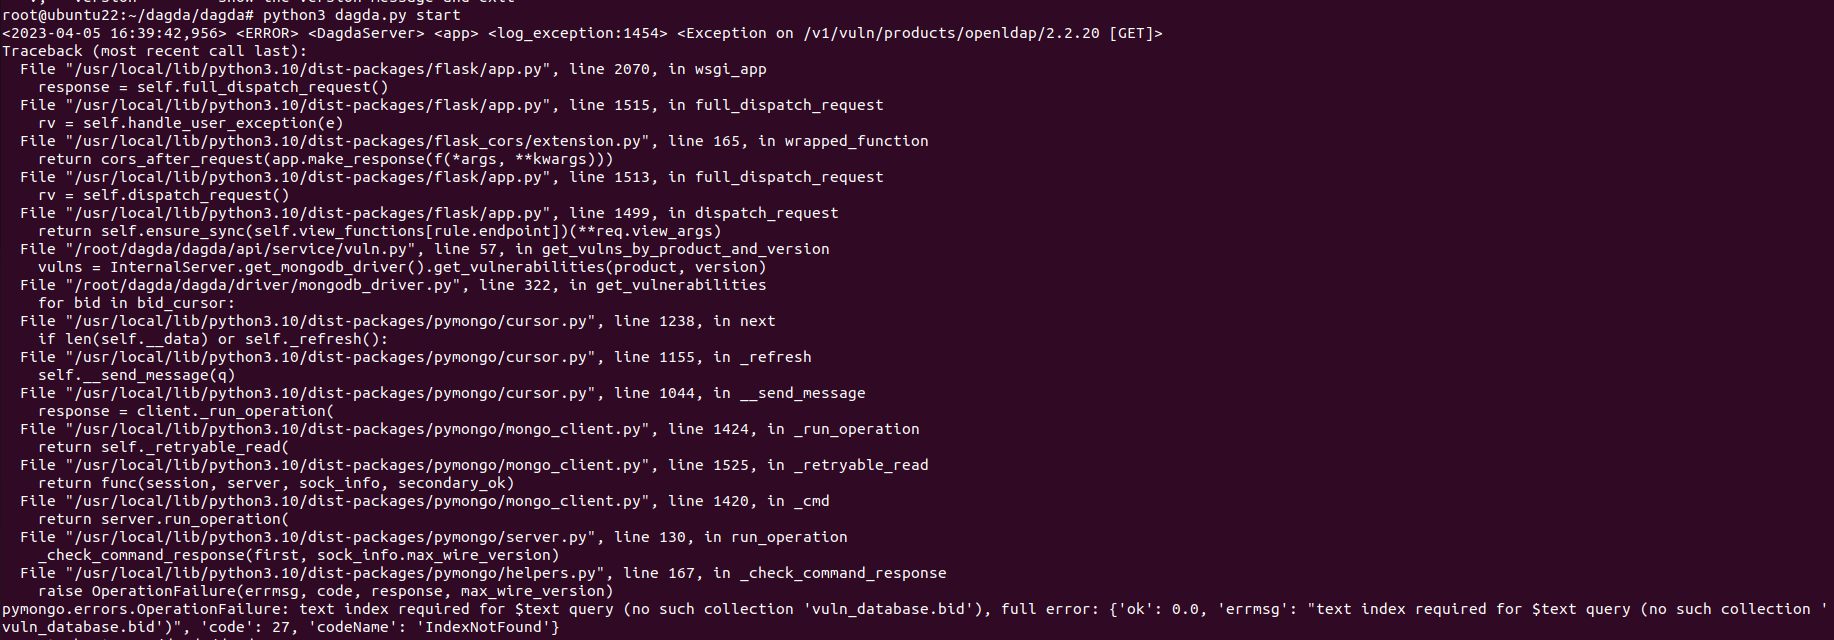 root@ubuntu22:~/dagda/dagda# python3 dagda.py start
<2023-04-05 16:39:42,956> <ERROR> <DagdaServer> <app> <log_exception:1454> <Exception on /v1/vuln/products/openldap/2.2.20 [GET]>
Traceback (most recent call last):
  File "/usr/local/lib/python3.10/dist-packages/flask/app.py", line 2070, in wsgi_app
    response = self.full_dispatch_request()
  File "/usr/local/lib/python3.10/dist-packages/flask/app.py", line 1515, in full_dispatch_request
    rv = self.handle_user_exception(e)
  File "/usr/local/lib/python3.10/dist-packages/flask_cors/extension.py", line 165, in wrapped_function
    return cors_after_request(app.make_response(f(*args, **kwargs)))
  File "/usr/local/lib/python3.10/dist-packages/flask/app.py", line 1513, in full_dispatch_request
    rv = self.dispatch_request()
  File "/usr/local/lib/python3.10/dist-packages/flask/app.py", line 1499, in dispatch_request
    return self.ensure_sync(self.view_functions[rule.endpoint])(**req.view_args)
  File "/root/dagda/dagda/api/service/vuln.py", line 57, in get_vulns_by_product_and_version
    vulns = InternalServer.get_mongodb_driver().get_vulnerabilities(product, version)
  File "/root/dagda/dagda/driver/mongodb_driver.py", line 322, in get_vulnerabilities
    for bid in bid_cursor:
  File "/usr/local/lib/python3.10/dist-packages/pymongo/cursor.py", line 1238, in next
    if len(self.__data) or self._refresh():
  File "/usr/local/lib/python3.10/dist-packages/pymongo/cursor.py", line 1155, in _refresh
    self.__send_message(q)
  File "/usr/local/lib/python3.10/dist-packages/pymongo/cursor.py", line 1044, in __send_message
    response = client._run_operation(
  File "/usr/local/lib/python3.10/dist-packages/pymongo/mongo_client.py", line 1424, in _run_operation
    return self._retryable_read(
  File "/usr/local/lib/python3.10/dist-packages/pymongo/mongo_client.py", line 1525, in _retryable_read
    return func(session, server, sock_info, secondary_ok)
  File "/usr/local/lib/python3.10/dist-packages/pymongo/mongo_client.py", line 1420, in _cmd
    return server.run_operation(
  File "/usr/local/lib/python3.10/dist-packages/pymongo/server.py", line 130, in run_operation
    _check_command_response(first, sock_info.max_wire_version)
  File "/usr/local/lib/python3.10/dist-packages/pymongo/helpers.py", line 167, in _check_command_response
    raise OperationFailure(errmsg, code, response, max_wire_version)
pymongo.errors.OperationFailure: text index required for $text query (no such collection 'vuln_database.bid'), full error: {'ok': 0.0, 'errmsg': "text index required for $text query (no such collection '
vuln_database.bid')", 'code': 27, 'codeName': 'IndexNotFound'}